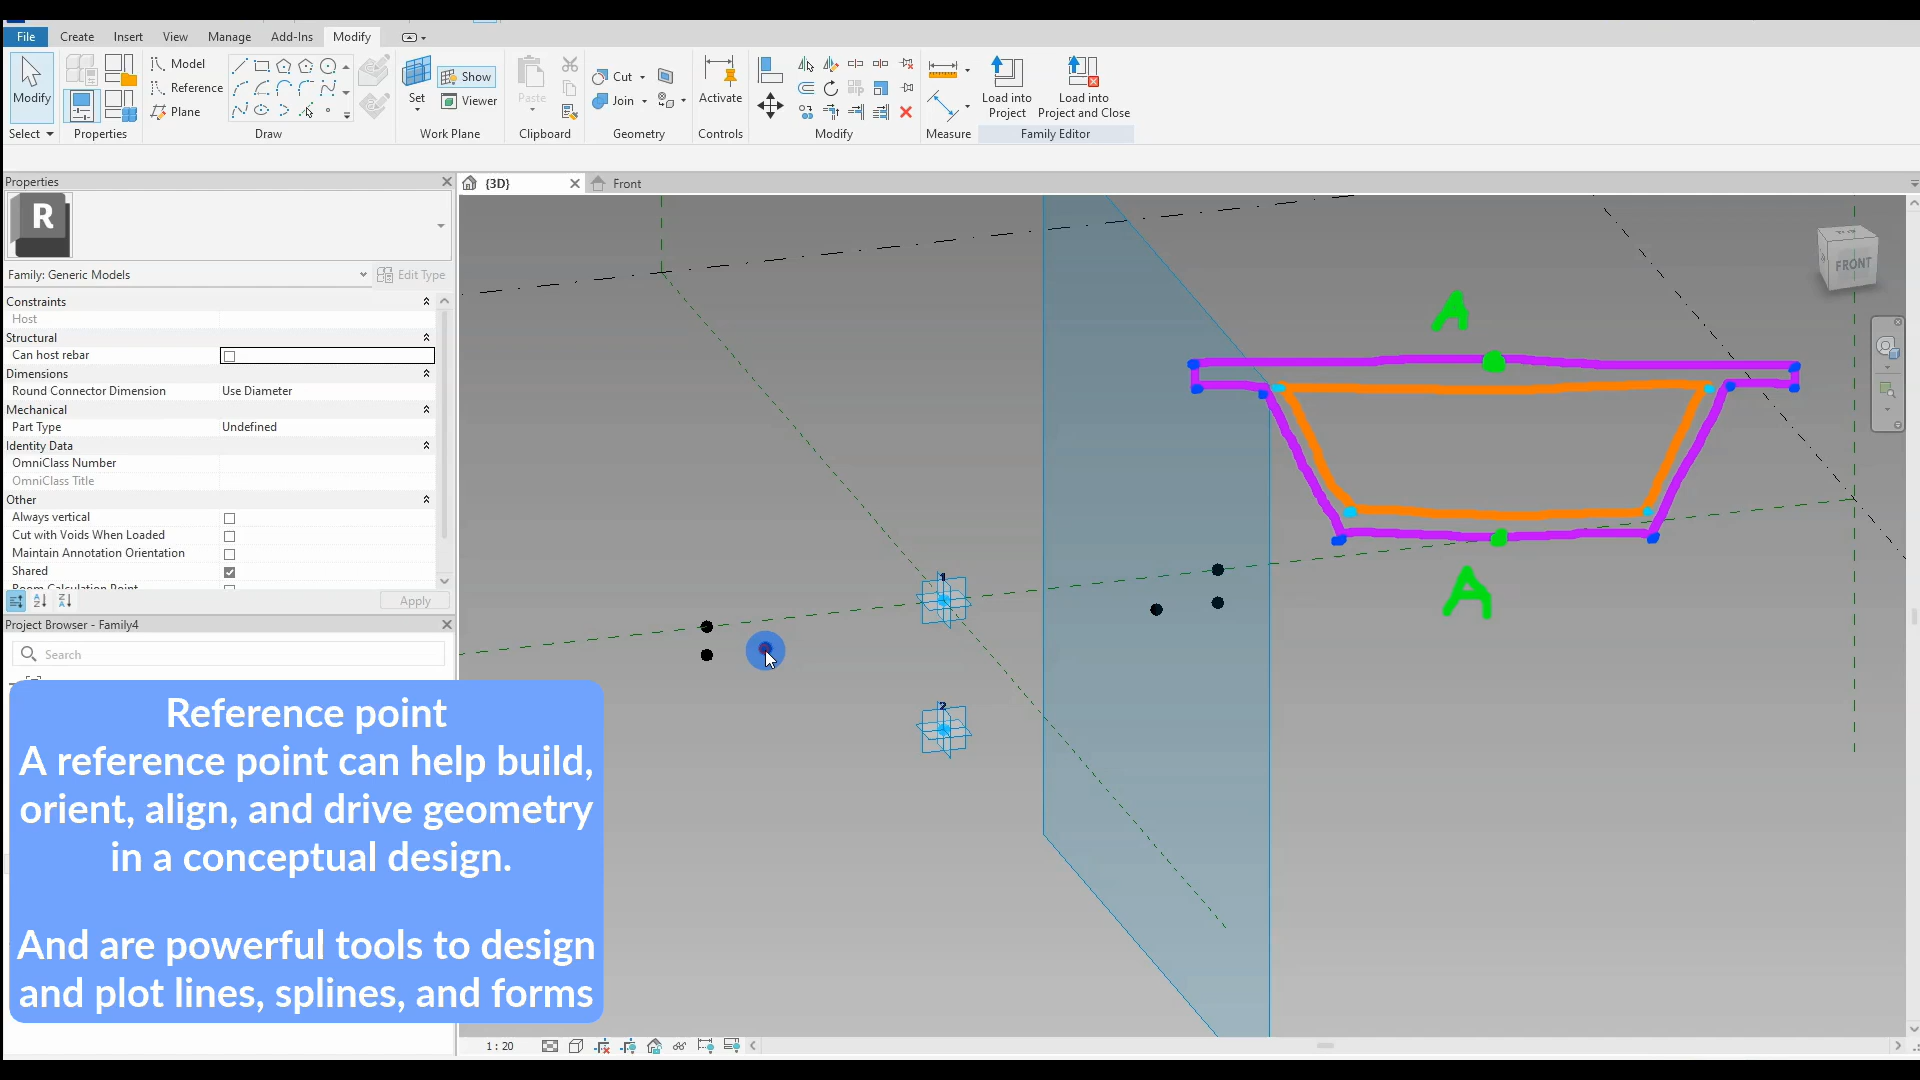 File Create Insert View Manage Add-Ins Modify
Modify
Select
Properties
Model
Reference
Plane
Draw
Set
Show
Viewer
Work Plane
Paste
Clipboard
Cut
Join
Geometry
Activate
Controls
Modify
Measure
Load into
Project
Load into
Project and Close
Family Editor
Properties
{3D}
Front
R
Family: Generic Models
Edit Type
Constraints
Host
Structural
Can host rebar
Dimensions
Round Connector Dimension Use Diameter
Mechanical
Part Type Undefined
Identity Data
OmniClass Number
OmniClass Title
Other
Always vertical
Cut with Voids When Loaded
Maintain Annotation Orientation
Shared
Room Calculation Point
Apply
Project Browser - Family4
Search
Reference point
A reference point can help build,
orient, align, and drive geometry
in a conceptual design.
And are powerful tools to design
and plot lines, splines, and forms
A
A
1
2
FRONT
1 : 20